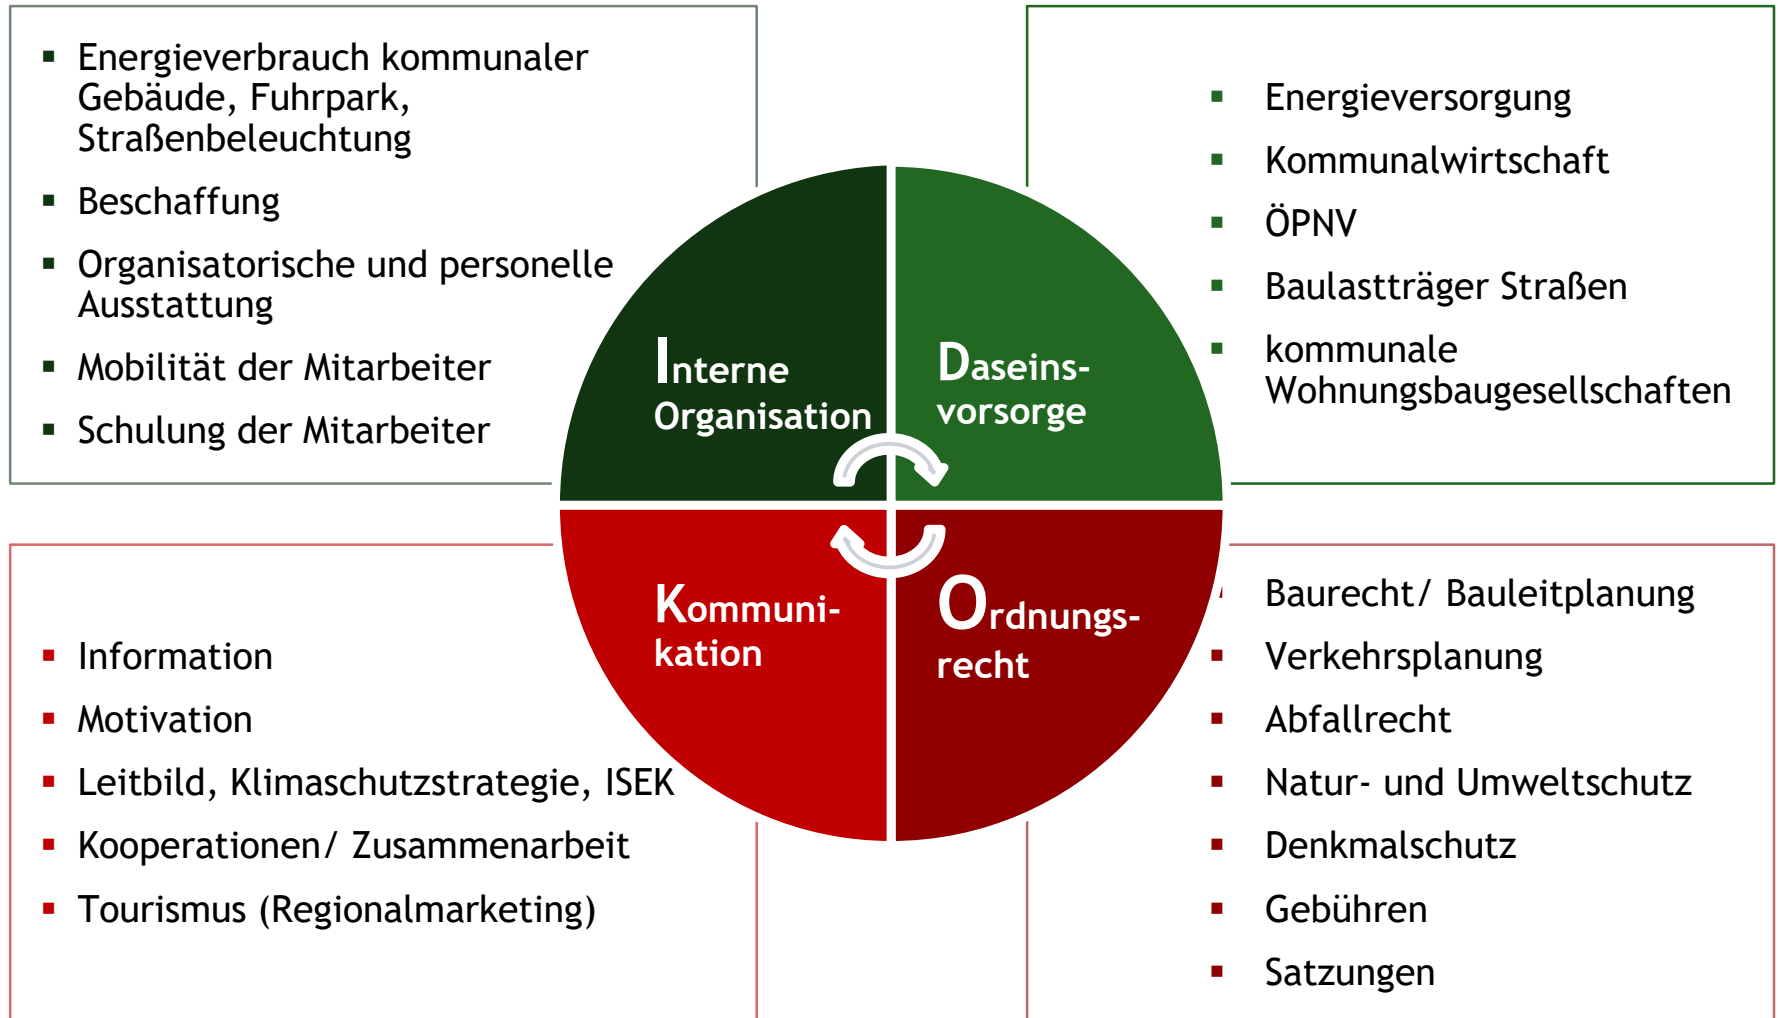 Energieverbrauch kommunaler
Gebäude, Fuhrpark,
Straßenbeleuchtung
Beschaffung
Organisatorische und personelle
Ausstattung
Mobilität der Mitarbeiter
Schulung der Mitarbeiter
Energieversorgung
Kommunalwirtschaft
ÖPNV
Baulastträger Straßen
kommunale
Wohnungsbaugesellschaften
Interne
Organisation
Daseins-
vorsorge
Kommuni-
kation
Ordnungs-
recht
Information
Motivation
Leitbild, Klimaschutzstrategie, ISEK
Kooperationen/ Zusammenarbeit
Tourismus (Regionalmarketing)
Baurecht/ Bauleitplanung
Verkehrsplanung
Abfallrecht
Natur- und Umweltschutz
Denkmalschutz
Gebühren
Satzungen